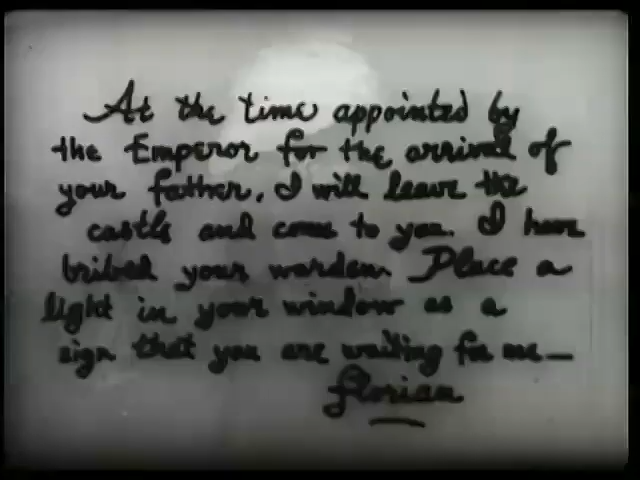 At the time appointed by
the Emperor for the arrival of
your father, I will leave the
castle and come to you. I have
bribed your warden. Place a
light in your window as a
sign that you are waiting for me—
Florian